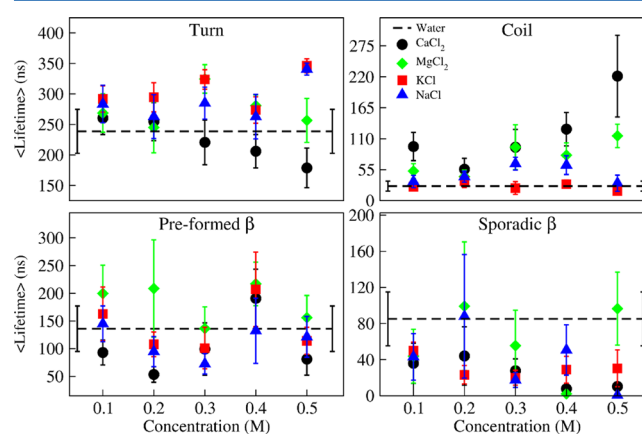 Turn
Coil
400
350
300
250
200
150
<Lifetime> (ns)
275
220
165
110
55
0
Water
CaCl₂
MgCl₂
KCl
NaCl
Pre-formed β
Sporadic β
300
250
200
150
100
50
<Lifetime> (ns)
200
160
120
80
40
0
0.1 0.2 0.3 0.4 0.5
0.1 0.2 0.3 0.4 0.5
Concentration (M)
Concentration (M)